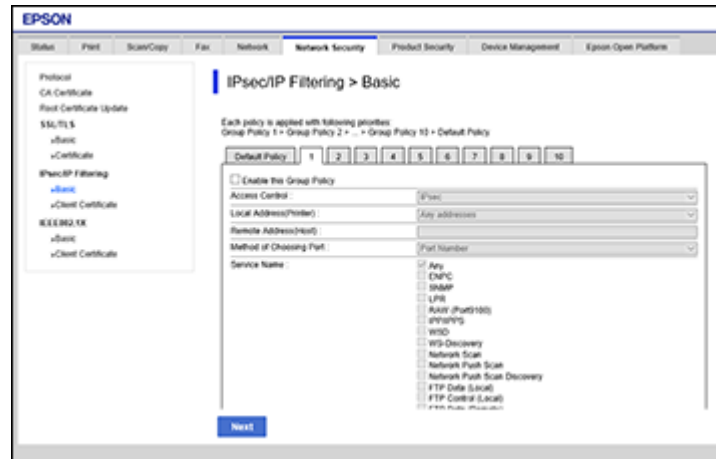 EPSON
Status Print Scan/Copy Fax Network Network Security Product Security Device Management Epson Open Platform
Protocol
CA Certificate
Root Certificate Update
SSL/TLS
»Basic
»Certificate
IPsec/IP Filtering
»Basic
»Client Certificate
IEEE802.1X
»Basic
»Client Certificate
IPsec/IP Filtering > Basic
Each policy is applied with following priorities:
Group Policy 1 > Group Policy 2 > ... > Group Policy 10 > Default Policy
Default Policy 1 2 3 4 5 6 7 8 9 10
Enable this Group Policy
Access Control : IPsec
Local Address(Printer) : Any addresses
Remote Address(Host) :
Method of Choosing Port : Port Number
Service Name : Any
ENPC
SNMP
LPR
RAW (Port9100)
IPP/IPPS
WSD
WS-Discovery
Network Scan
Network Push Scan
Network Push Scan Discovery
FTP Data (Local)
FTP Control (Local)
FTP Data (Remote)
Next